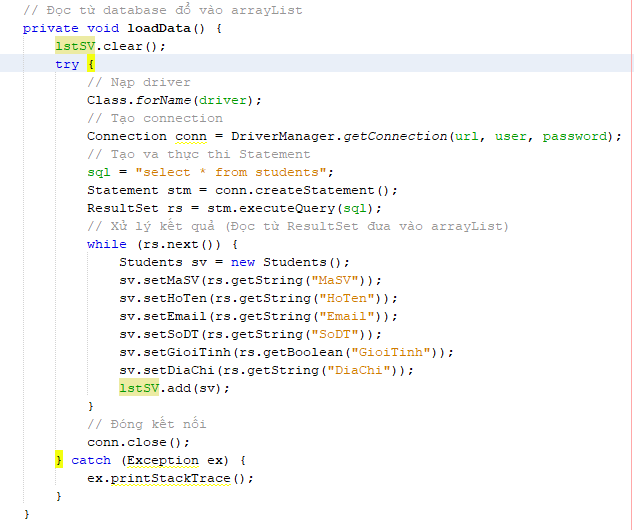 // Đọc từ database đổ vào arrayList
private void loadData() {
lstSV.clear();
try {
// Nạp driver
Class.forName(driver);
// Tạo connection
Connection conn = DriverManager.getConnection(url, user, password);
// Tạo va thực thi Statement
sql = "select * from students";
Statement stm = conn.createStatement();
ResultSet rs = stm.executeQuery(sql);
// Xử lý kết quả (Đọc từ ResultSet đưa vào arrayList)
while (rs.next()) {
Students sv = new Students();
sv.setMaSV(rs.getString("MaSV"));
sv.setHoTen(rs.getString("HoTen"));
sv.setEmail(rs.getString("Email"));
sv.setSoDT(rs.getString("SoDT"));
sv.setGioiTinh(rs.getBoolean("GioiTinh"));
sv.setDiaChi(rs.getString("DiaChi"));
lstSV.add(sv);
}
// Đóng kết nối
conn.close();
} catch (Exception ex) {
ex.printStackTrace();
}
}